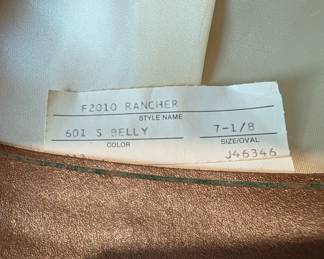 F2010 RANCHER
STYLE NAME
601 S BELLY 7-1/8
COLOR SIZE/OVAL
J46346